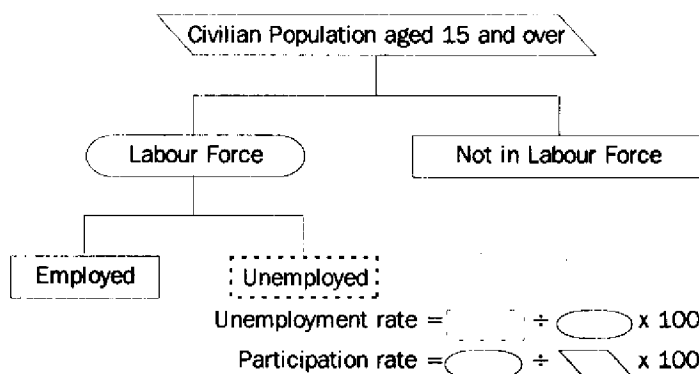 Civilian Population aged 15 and over
Labour Force
Not in Labour Force
Employed
Unemployed
Unemployment rate = ÷ x 100
Participation rate = ÷ x 100